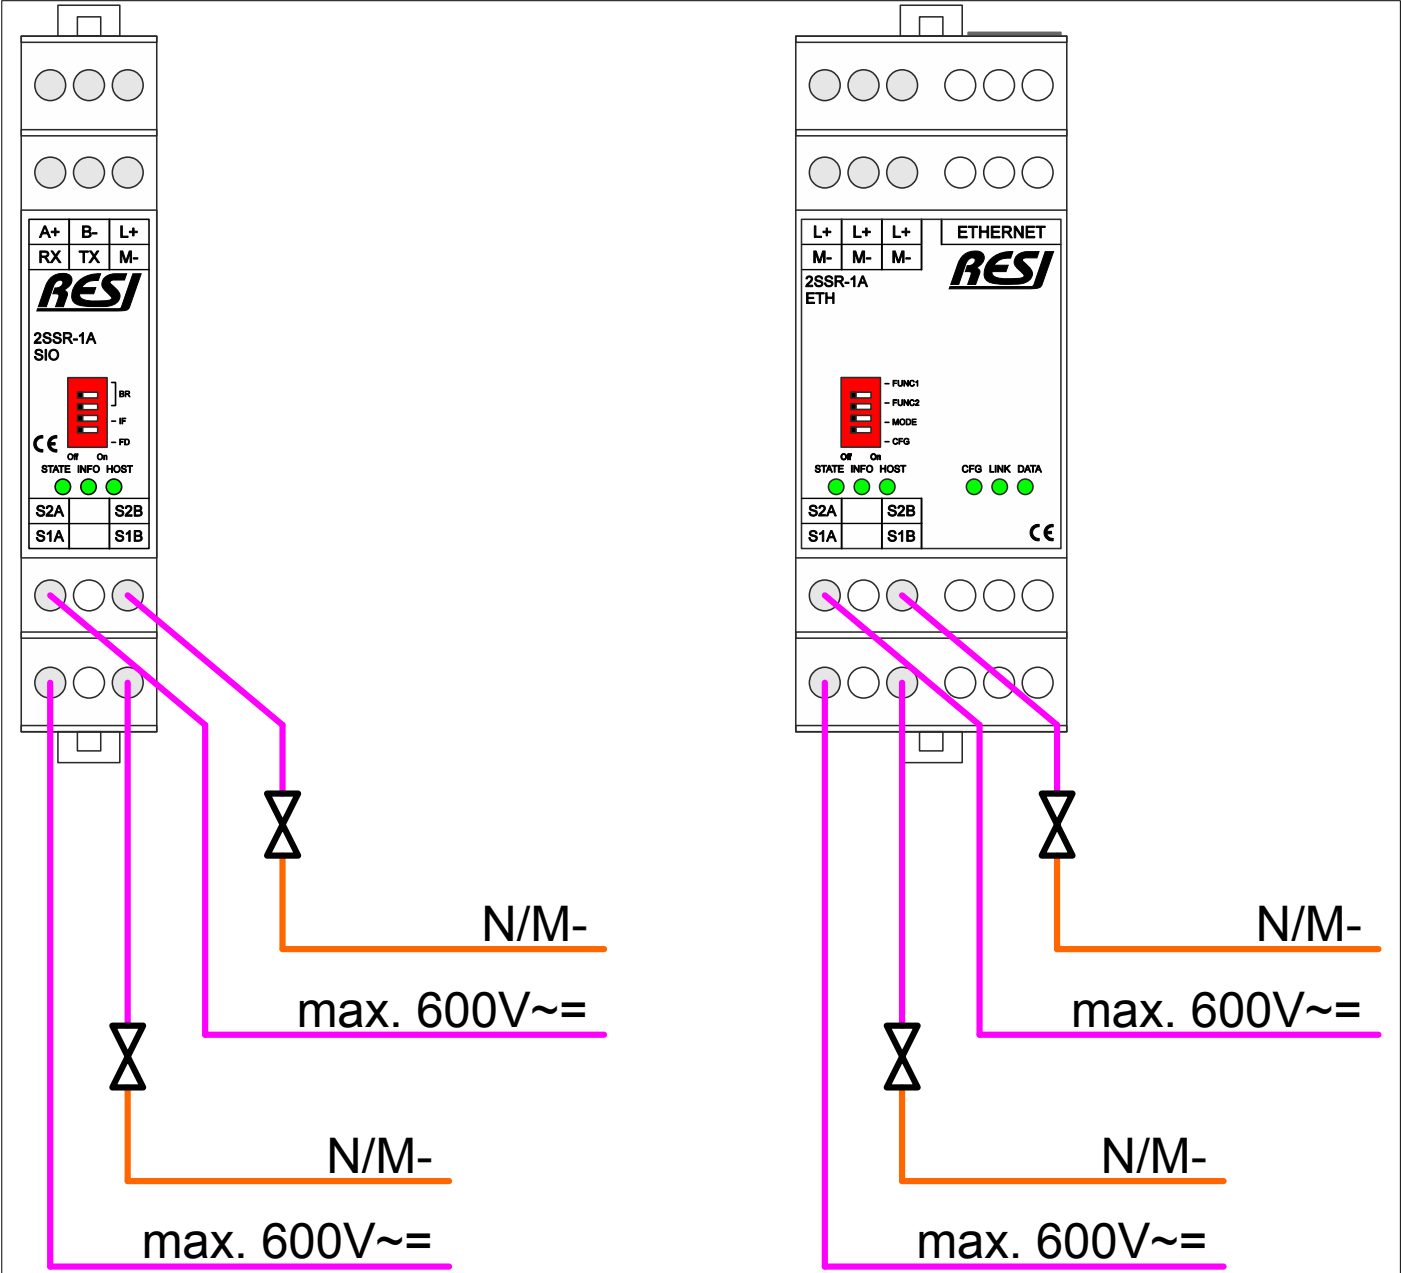 A+ B- L+
RX TX M-
RESI
2SSR-1A
SIO
BR
IF
FD
CE
Off On
STATE INFO HOST
S2A S2B
S1A S1B
N/M-
max. 600V~=
N/M-
max. 600V~=
L+ L+ L+ ETHERNET
M- M- M-
RESI
2SSR-1A
ETH
FUNC1
FUNC2
MODE
CFG
Off On
STATE INFO HOST CFG LINK DATA
S2A S2B
S1A S1B CE
N/M-
max. 600V~=
N/M-
max. 600V~=